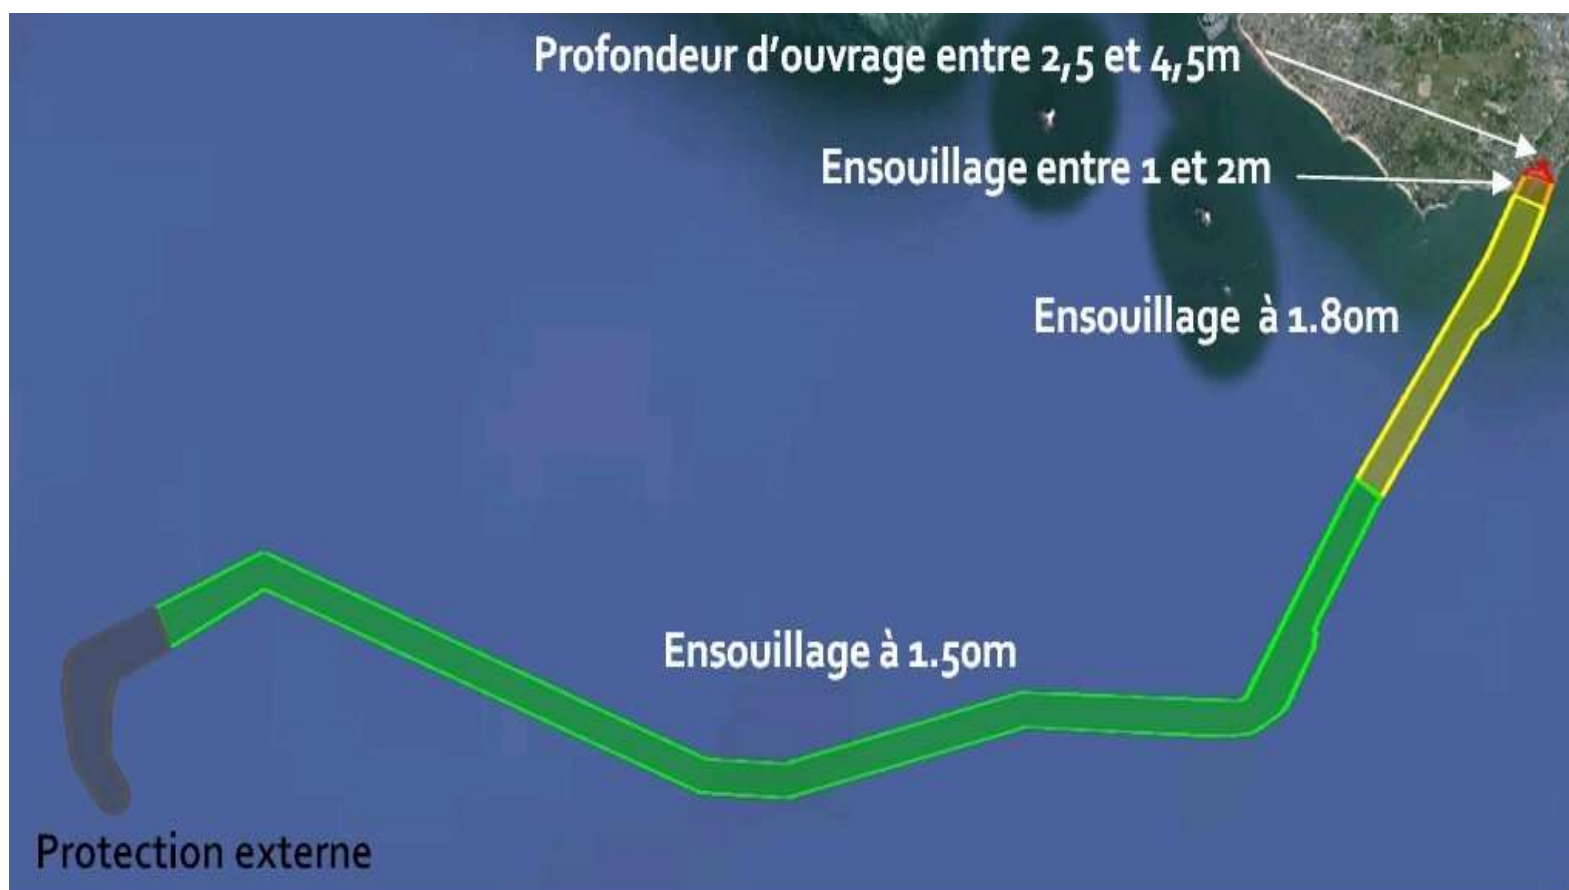 Profondeur d'ouvrage entre 2,5 et 4,5m
Ensouillage entre 1 et 2m
Ensouillage à 1.80m
Ensouillage à 1.50m
Protection externe